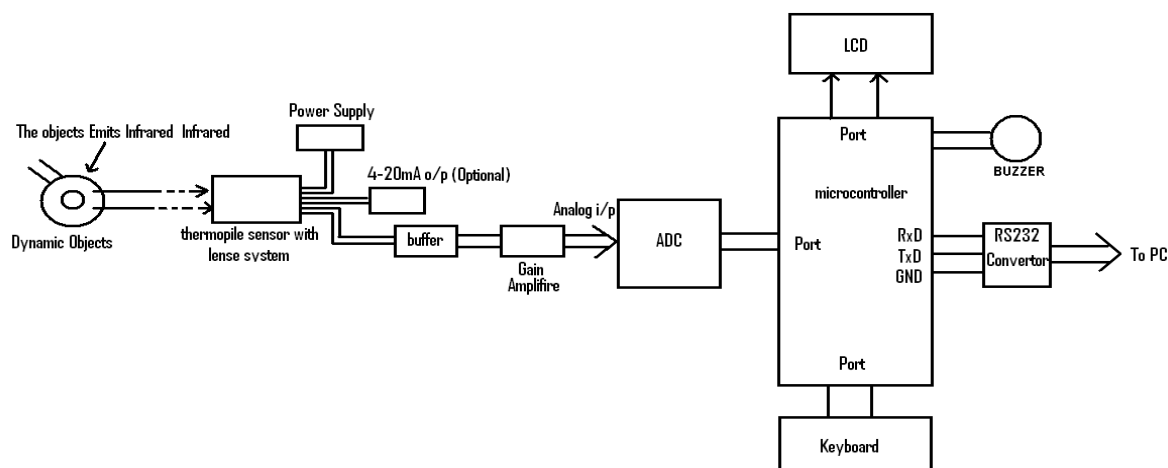 LCD
The objects Emits Infrared Infrared
Power Supply
Port
BUZZER
4-20mA o/p (Optional)
microcontroller
Dynamic Objects
thermopile sensor with
lense system
buffer
Gain
Amplifire
Analog i/p
ADC
Port
RxD
TxD
GND
RS232
Convertor
To PC
Port
Keyboard